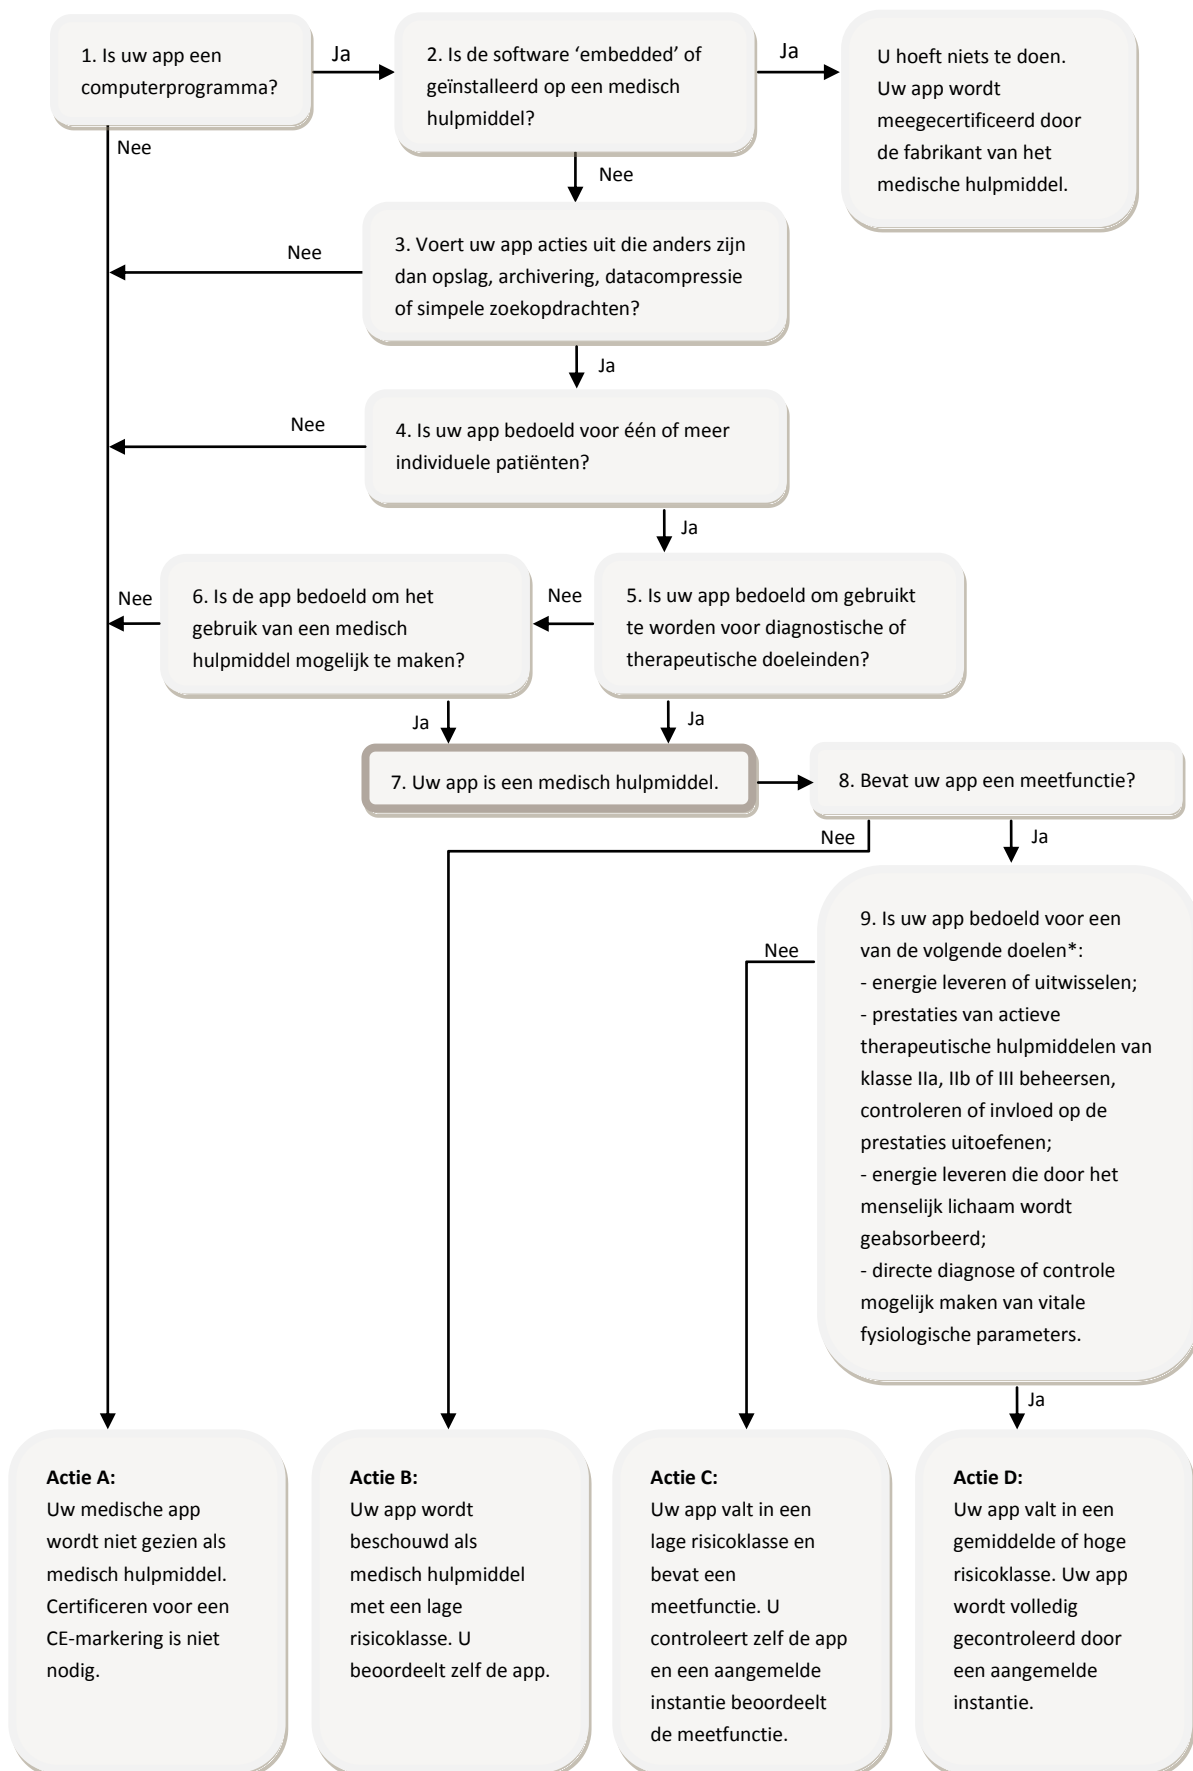 1. Is uw app een
computerprogramma?
Ja
2. Is de software ‘embedded’ of
geïnstalleerd op een medisch
hulpmiddel?
Ja
U hoeft niets te doen.
Uw app wordt
meegecertificeerd door
de fabrikant van het
medische hulpmiddel.
Nee
Nee
3. Voert uw app acties uit die anders zijn
dan opslag, archivering, datacompressie
of simpele zoekopdrachten?
Nee
Ja
4. Is uw app bedoeld voor één of meer
individuele patiënten?
Nee
Ja
5. Is uw app bedoeld om gebruikt
te worden voor diagnostische of
therapeutische doeleinden?
Nee
6. Is de app bedoeld om het
gebruik van een medisch
hulpmiddel mogelijk te maken?
Nee
Ja
Ja
7. Uw app is een medisch hulpmiddel.
8. Bevat uw app een meetfunctie?
Nee
Ja
9. Is uw app bedoeld voor een
van de volgende doelen*:
- energie leveren of uitwisselen;
- prestaties van actieve
therapeutische hulpmiddelen van
klasse IIa, IIb of III beheersen,
controleren of invloed op de
prestaties uitoefenen;
- energie leveren die door het
menselijk lichaam wordt
geabsorbeerd;
- directe diagnose of controle
mogelijk maken van vitale
fysiologische parameters.
Nee
Ja
Actie A:
Uw medische app
wordt niet gezien als
medisch hulpmiddel.
Certificeren voor een
CE-markering is niet
nodig.
Actie B:
Uw app wordt
beschouwd als
medisch hulpmiddel
met een lage
risicoklasse. U
beoordeelt zelf de app.
Actie C:
Uw app valt in een
lage risicoklasse en
bevat een
meetfunctie. U
controleert zelf de app
en een aangemelde
instantie beoordeelt
de meetfunctie.
Actie D:
Uw app valt in een
gemiddelde of hoge
risicoklasse. Uw app
wordt volledig
gecontroleerd door
een aangemelde
instantie.